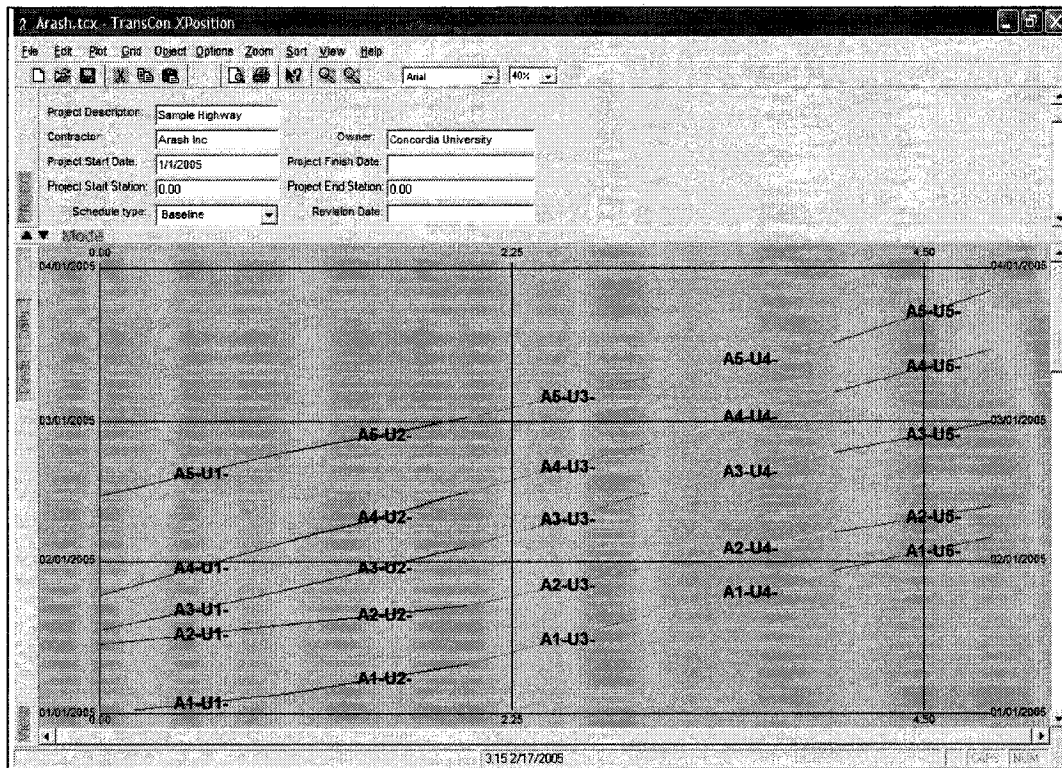 2 Arash.tcx - TransCon XPosition
File Edit Plot Grid Object Options Zoom Sort View Help
Arial 40%
Project Description: Sample Highway
Contractor: Arash Inc Owner: Concordia University
Project Start Date: 1/1/2005 Project Finish Date:
Project Start Station: 0.00 Project End Station: 0.00
Schedule type: Baseline Revision Date:
Mode
0.00 2.25 4.50
04/01/2005 04/01/2005
A5-U5-
A5-U4- A4-U5-
A5-U3-
03/01/2005 A4-U4- 03/01/2005
A5-U2- A3-U5-
A5-U1- A4-U3- A3-U4-
A4-U2- A3-U3- A2-U5-
A2-U4- A1-U5-
02/01/2005 02/01/2005
A4-U1- A3-U2- A2-U3- A1-U4-
A3-U1- A2-U2-
A2-U1- A1-U3-
A1-U2-
A1-U1-
01/01/2005 01/01/2005
0.00 2.25 4.50
3.15 2/17/2005 CAPS NUM